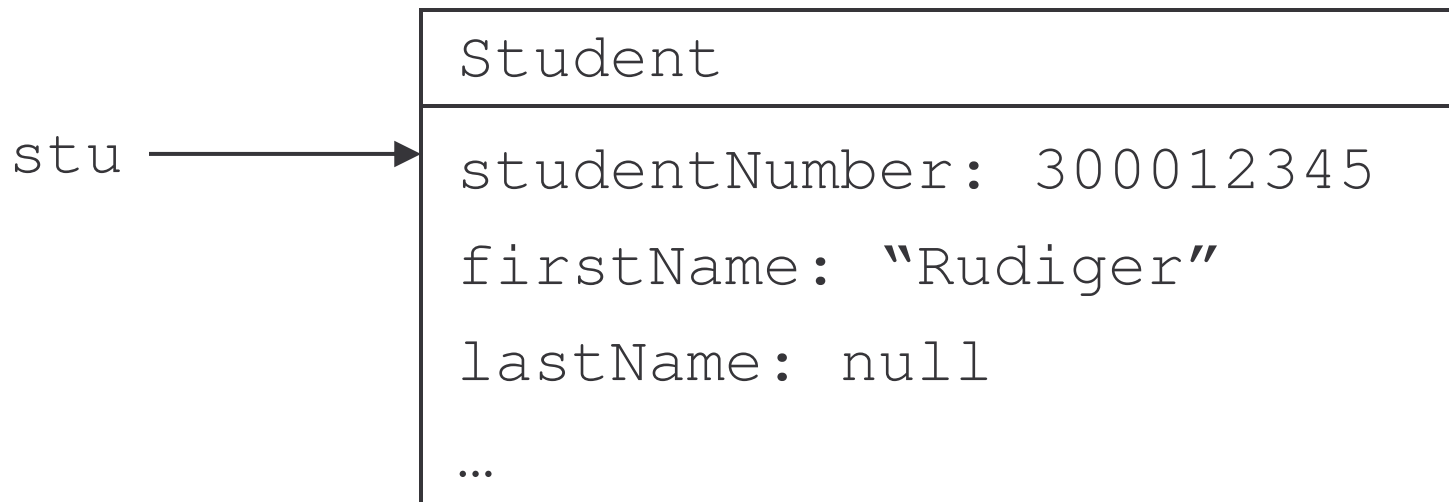 Student
stu
studentNumber: 300012345
firstName: “Rudiger”
lastName: null
…